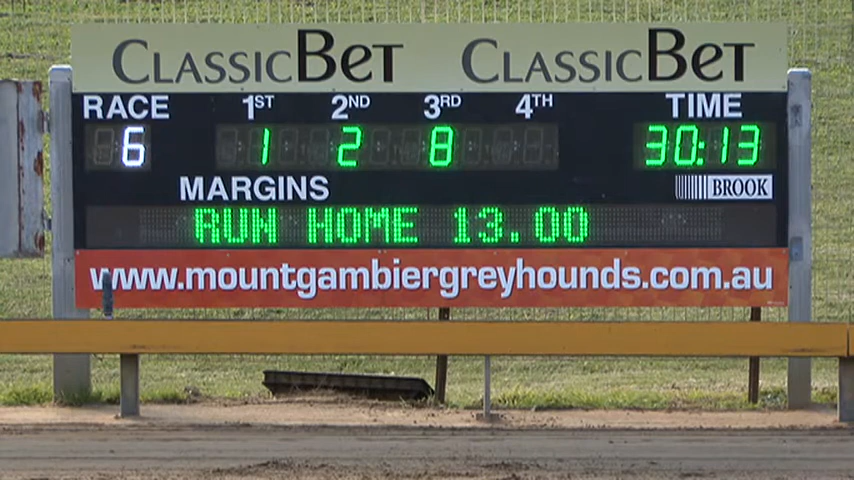 CLASSICBET CLASSICBET
RACE 1ST 2ND 3RD 4TH TIME
6 1 2 8 30:13
MARGINS BROOK
RUN HOME 13.00
www.mountgambiergreyhounds.com.au